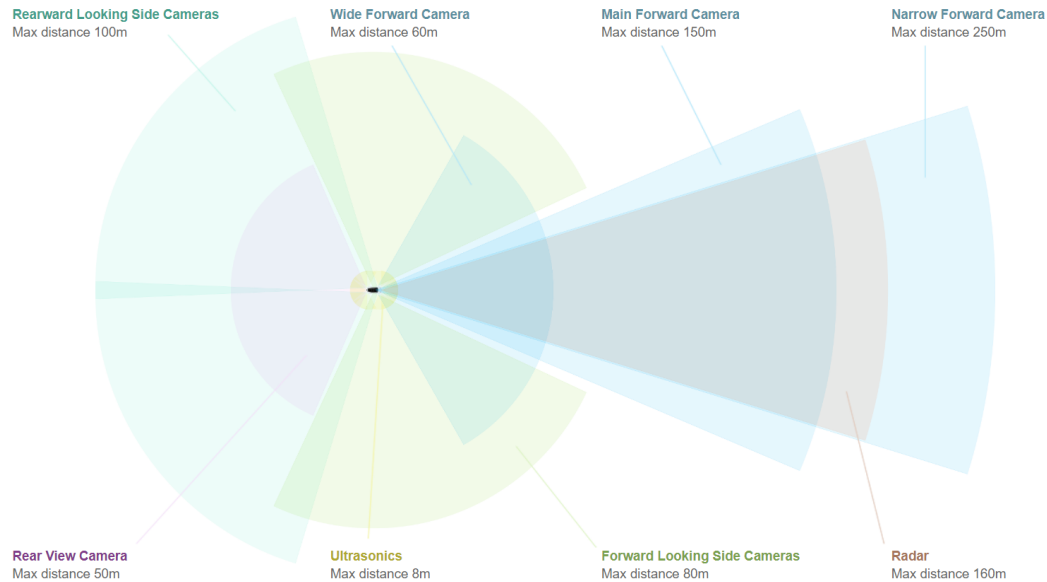 Rearward Looking Side Cameras
Max distance 100m
Wide Forward Camera
Max distance 60m
Main Forward Camera
Max distance 150m
Narrow Forward Camera
Max distance 250m
Rear View Camera
Max distance 50m
Ultrasonics
Max distance 8m
Forward Looking Side Cameras
Max distance 80m
Radar
Max distance 160m